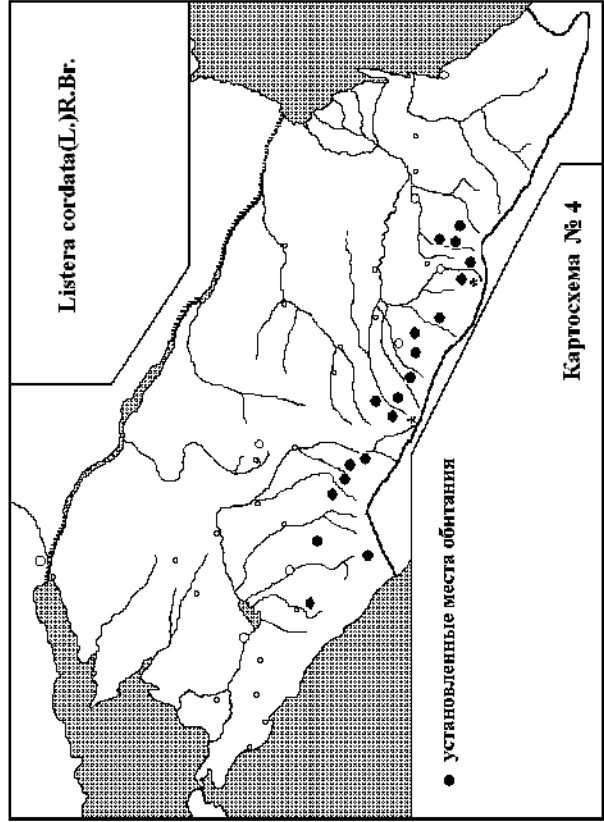 Listera cordata(L.)R.Br.
установленные места обитания
Картосхема № 4